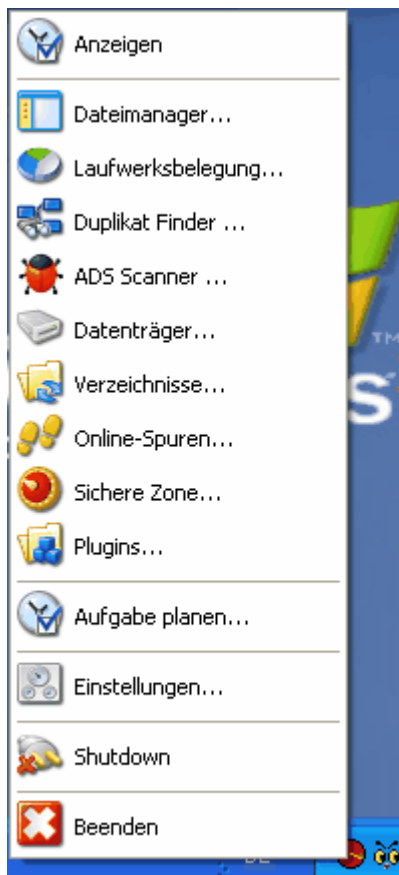 Anzeigen
Dateimanager...
Laufwerksbelegung...
Duplikat Finder ...
ADS Scanner ...
TM
Datenträger...
s
Verzeichnisse...
Online-Spuren...
Sichere Zone...
Plugins...
Aufgabe planen...
Einstellungen...
Shutdown
Beenden